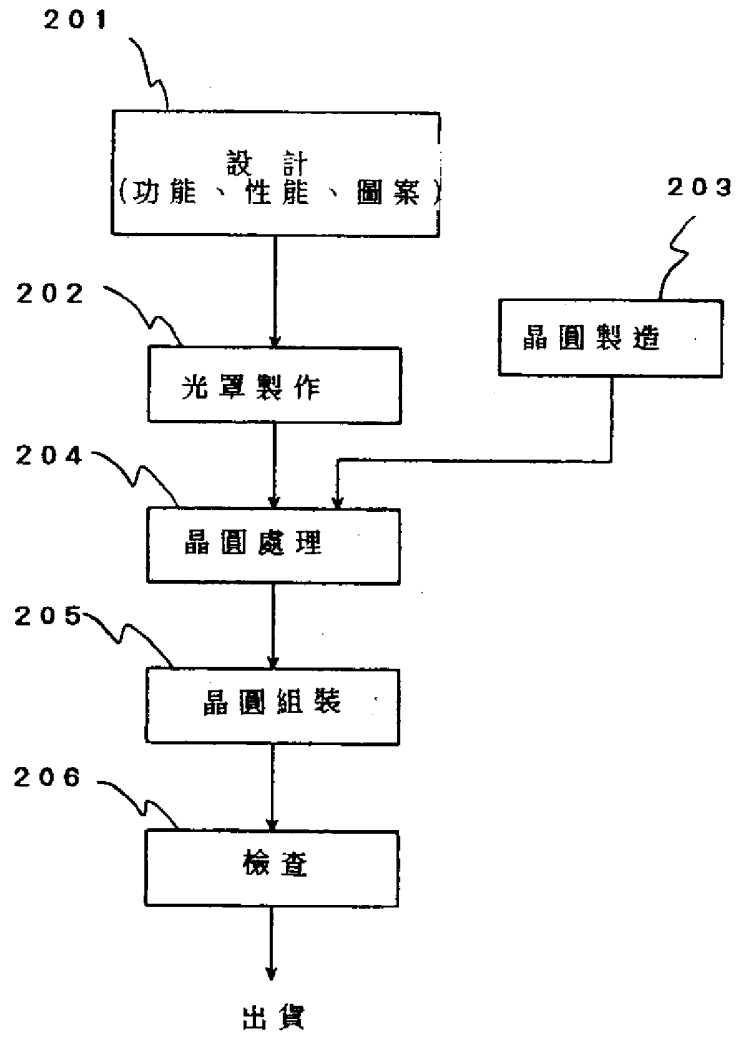 201
設計
(功能、性能、圖案)
203
202
晶圓製造
光罩製作
204
晶圓處理
205
晶圓組裝
206
檢查
出貨